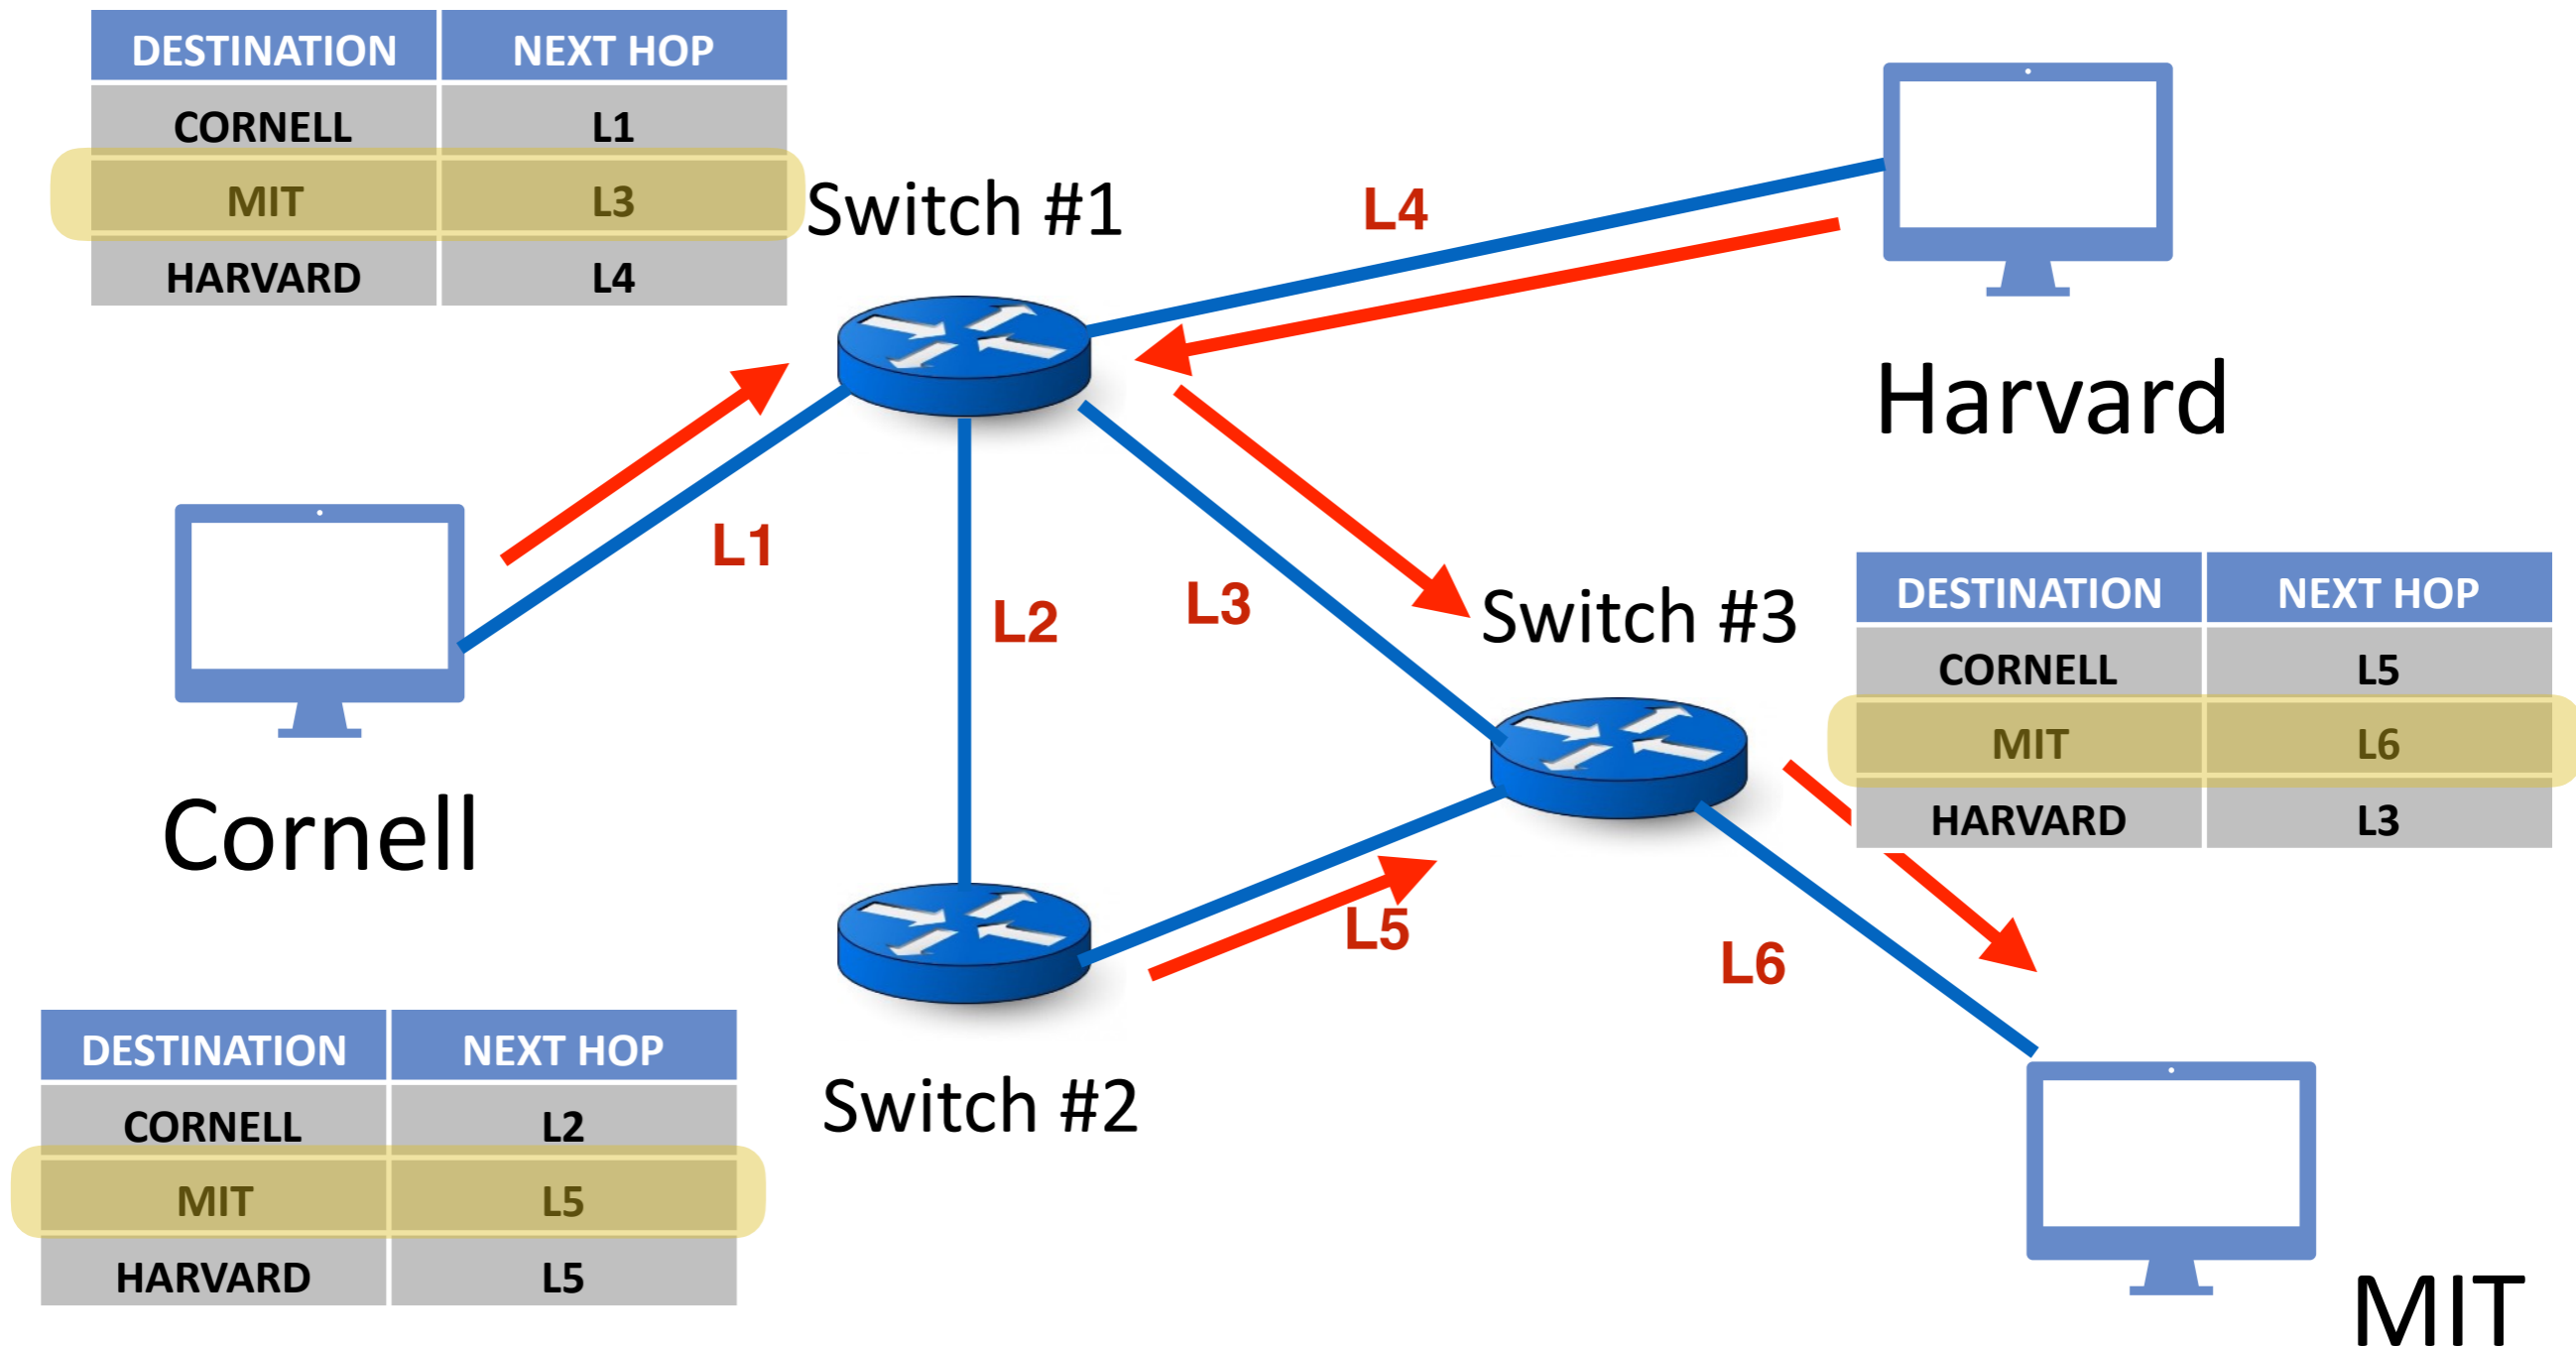 DESTINATION NEXT HOP
CORNELL L1
MIT L3
HARVARD L4
Switch #1
L4
Harvard
L1
L2
L3
Switch #3
DESTINATION NEXT HOP
CORNELL L5
MIT L6
HARVARD L3
Cornell
L5
L6
Switch #2
DESTINATION NEXT HOP
CORNELL L2
MIT L5
HARVARD L5
MIT